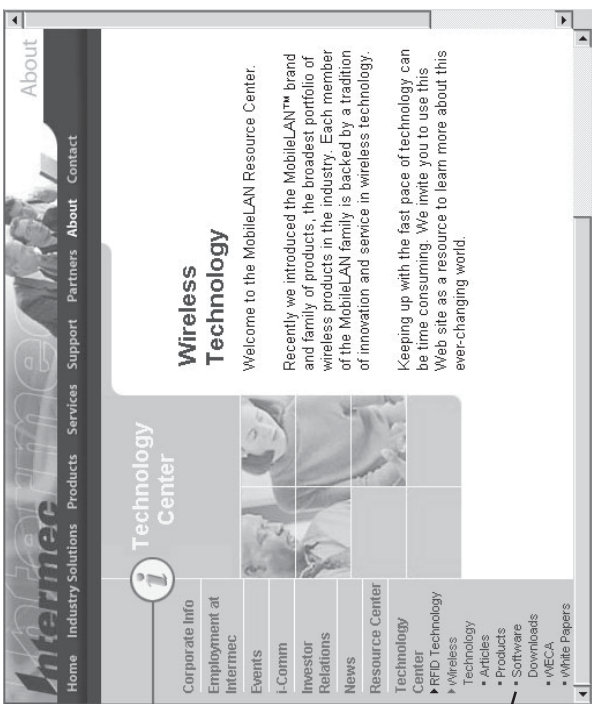 Intermec
About
Home Industry Solutions Products Services Support Partners About Contact
i Technology
Center
Corporate Info
Employment at
Intermec
Events
i-Comm
Investor
Relations
News
Resource Center
Technology
Center
RFID Technology
Wireless
Technology
Articles
Products
Software
Downloads
WECA
White Papers
Wireless
Technology
Welcome to the MobileLAN Resource Center.
Recently we introduced the MobileLAN™ brand
and family of products, the broadest portfolio of
wireless products in the industry. Each member
of the MobileLAN family is backed by a tradition
of innovation and service in wireless technology.
Keeping up with the fast pace of technology can
be time consuming. We invite you to use this
Web site as a resource to learn more about this
ever-changing world.